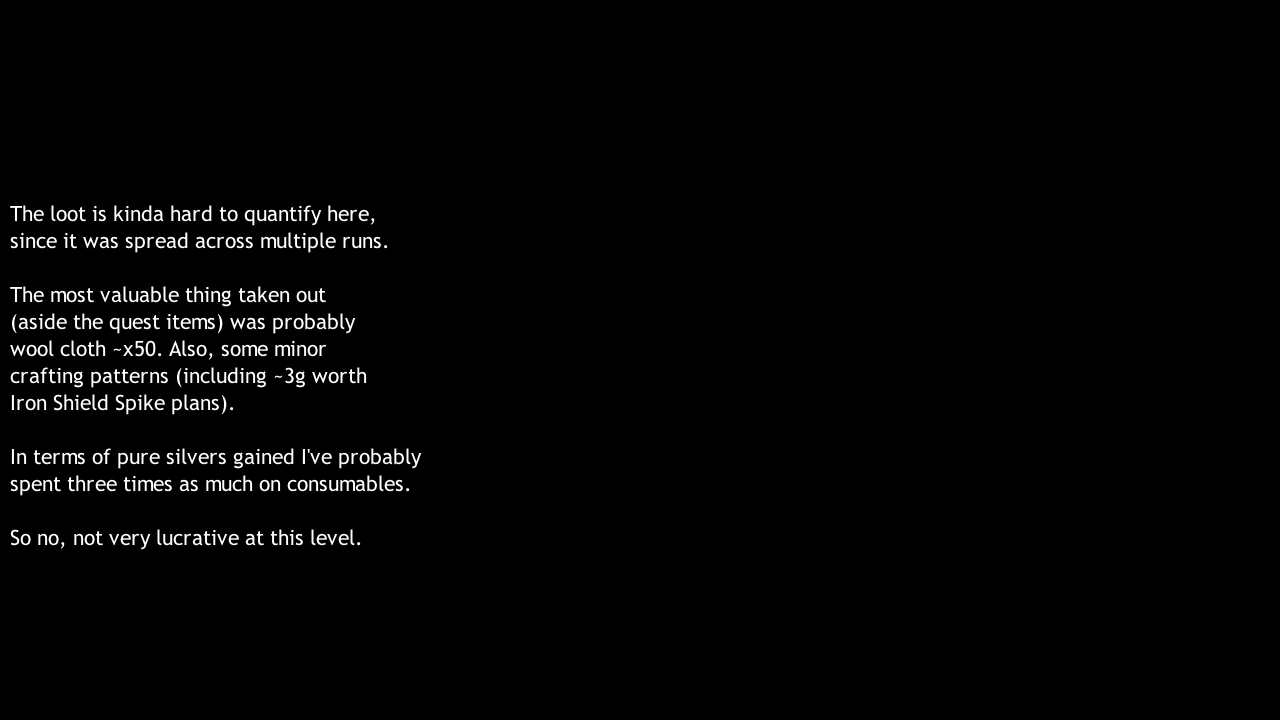 The loot is kinda hard to quantify here,
since it was spread across multiple runs.
The most valuable thing taken out
(aside the quest items) was probably
wool cloth ~x50. Also, some minor
crafting patterns (including ~3g worth
Iron Shield Spike plans).
In terms of pure silvers gained I've probably
spent three times as much on consumables.
So no, not very lucrative at this level.